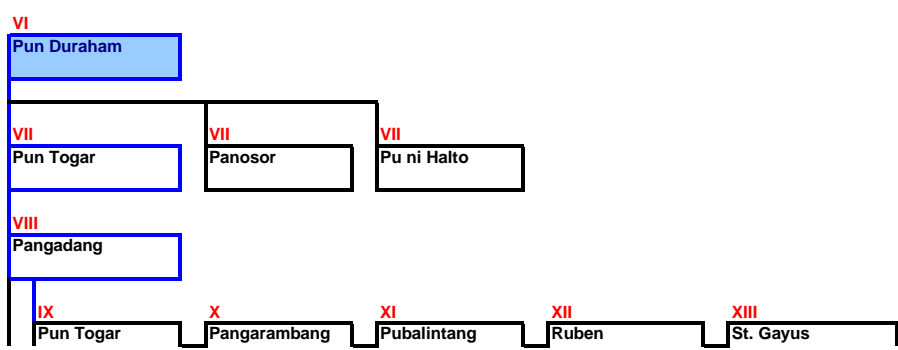 VI
Pun Duraham
VII VII VII
Pun Togar Panosor Pu ni Halto
VIII
Pangadang
IX X XI XII XIII
Pun Togar Pangarambang Pubalintang Ruben St. Gayus